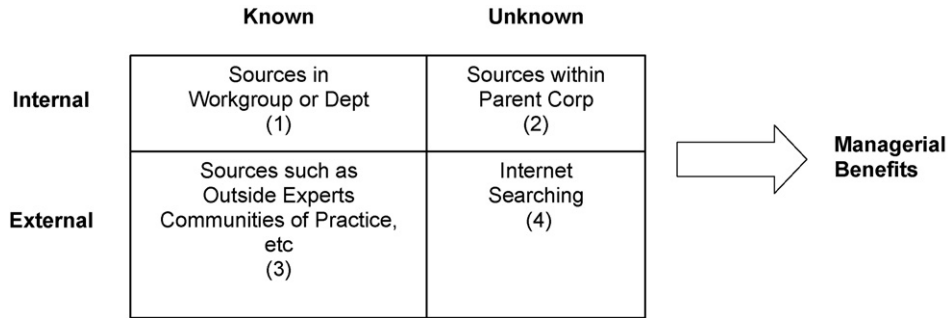 Known
Unknown
Internal
Sources in
Workgroup or Dept
(1)
Sources within
Parent Corp
(2)
External
Sources such as
Outside Experts
Communities of Practice,
etc
(3)
Internet
Searching
(4)
Managerial
Benefits